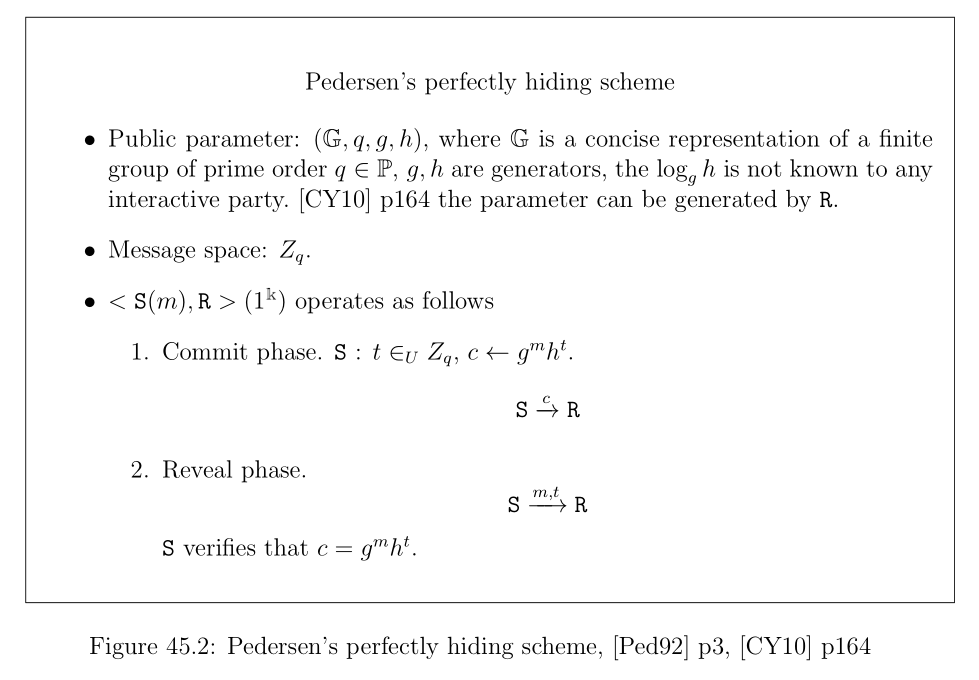 Pedersen's perfectly hiding scheme
• Public parameter: (𝔾, q, g, h), where 𝔾 is a concise representation of a finite
group of prime order q ∈ ℙ, g, h are generators, the log_g h is not known to any
interactive party. [CY10] p164 the parameter can be generated by R.
• Message space: Z_q.
• < S(m), R > (1^𝕜) operates as follows
1. Commit phase. S : t ∈_U Z_q, c ← g^m h^t.
S →^c R
2. Reveal phase.
S →^{m,t} R
S verifies that c = g^m h^t.
Figure 45.2: Pedersen's perfectly hiding scheme, [Ped92] p3, [CY10] p164